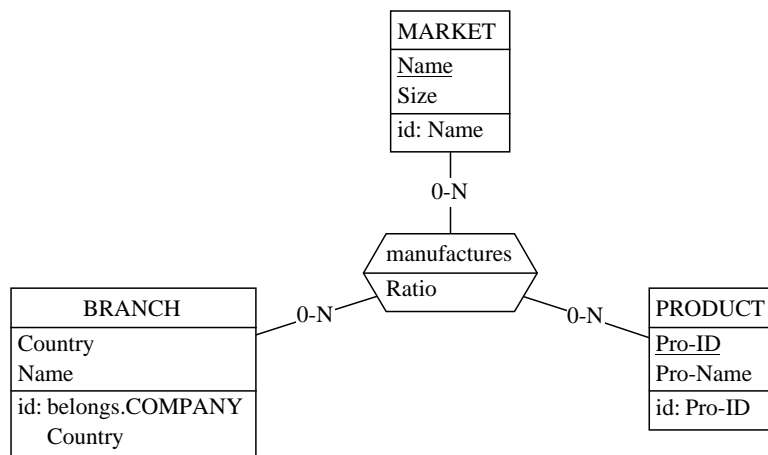 MARKET
Name
Size
id: Name
0-N
manufactures
Ratio
0-N
0-N
BRANCH
Country
Name
id: belongs.COMPANY
Country
PRODUCT
Pro-ID
Pro-Name
id: Pro-ID